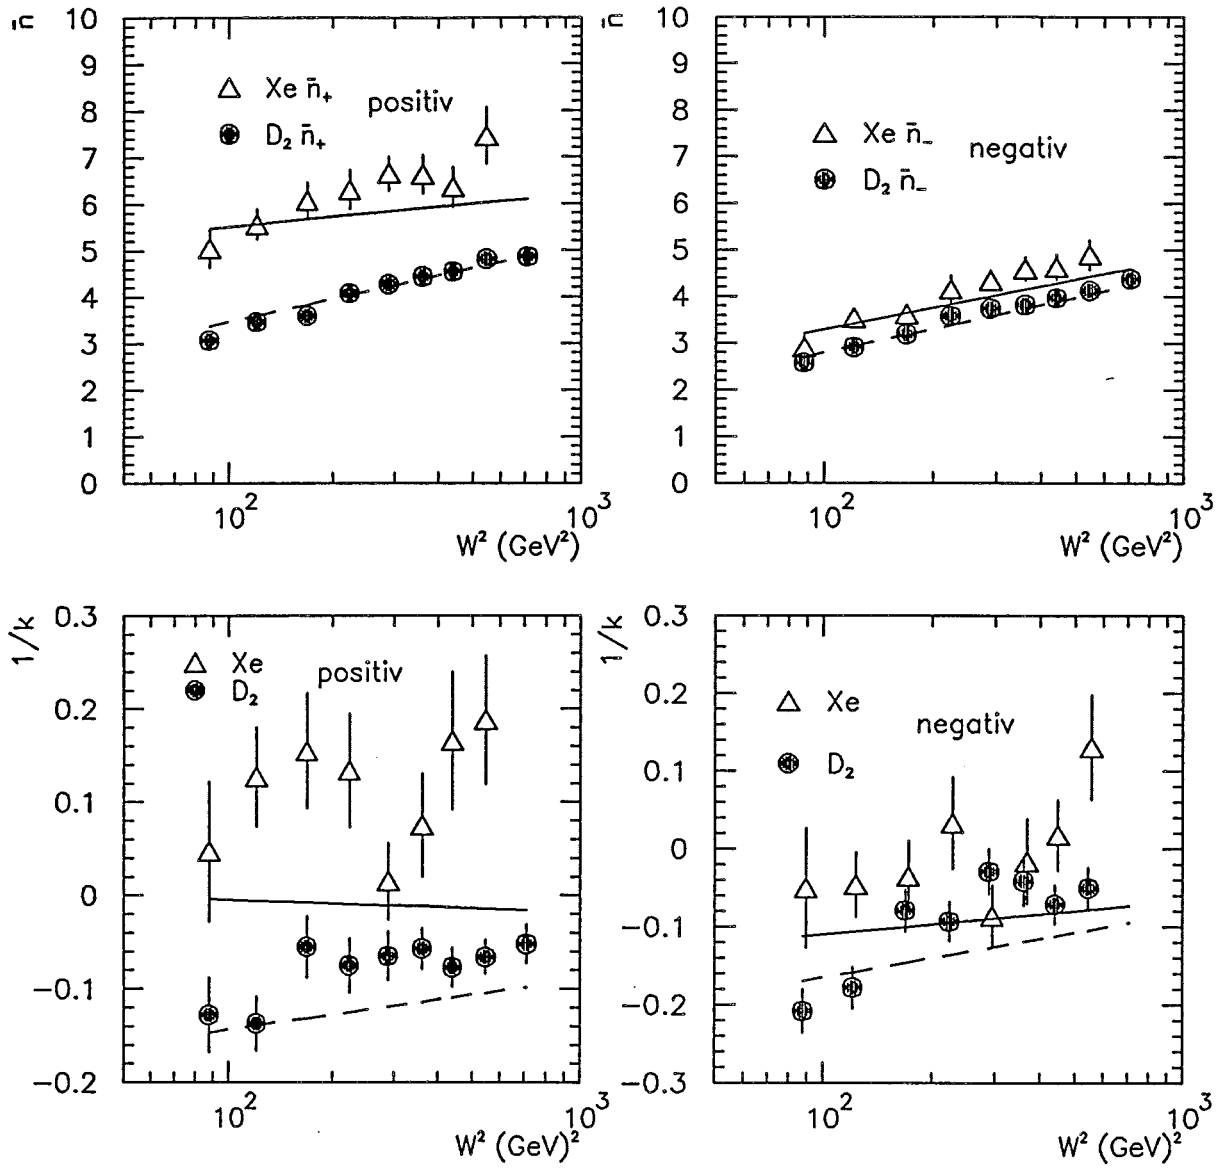 n̄
10
9
8
7
6
5
4
3
2
1
0
Xe n̄₊
D₂ n̄₊
positiv
10²
10³
W² (GeV²)
n̄
10
9
8
7
6
5
4
3
2
1
0
Xe n̄₋
D₂ n̄₋
negativ
10²
10³
W² (GeV²)
1/k
0.3
0.2
0.1
0
−0.1
−0.2
Xe
D₂
positiv
10²
10³
W² (GeV)²
1/k
0.3
0.2
0.1
0
−0.1
−0.2
−0.3
Xe
D₂
negativ
10²
10³
W² (GeV)²